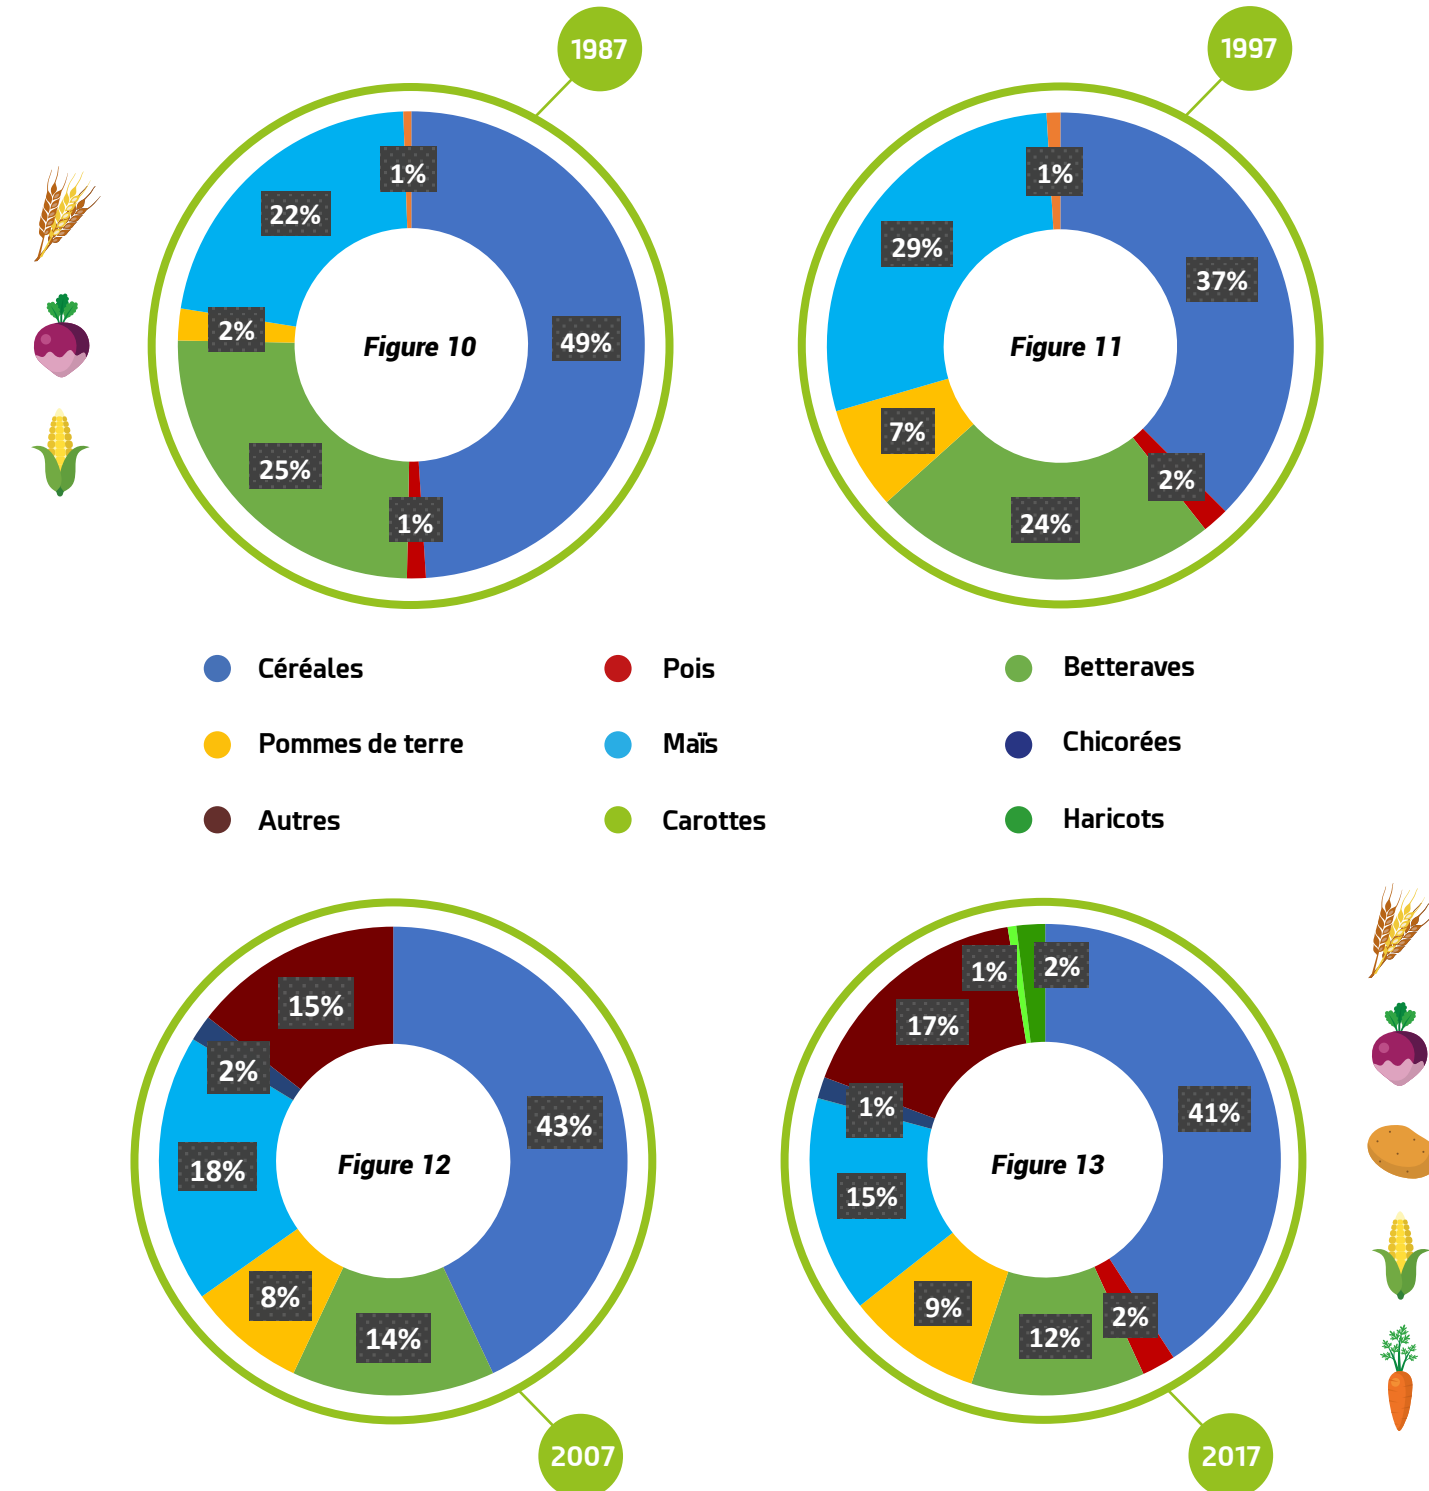 1987
1997
1%
1%
22%
29%
37%
2%
Figure 10
49%
Figure 11
7%
25%
2%
1%
24%
Céréales
Pois
Betteraves
Pommes de terre
Maïs
Chicorées
Autres
Carottes
Haricots
15%
1%
2%
17%
2%
1%
43%
41%
18%
Figure 12
Figure 13
15%
8%
9%
14%
12%
2%
2007
2017